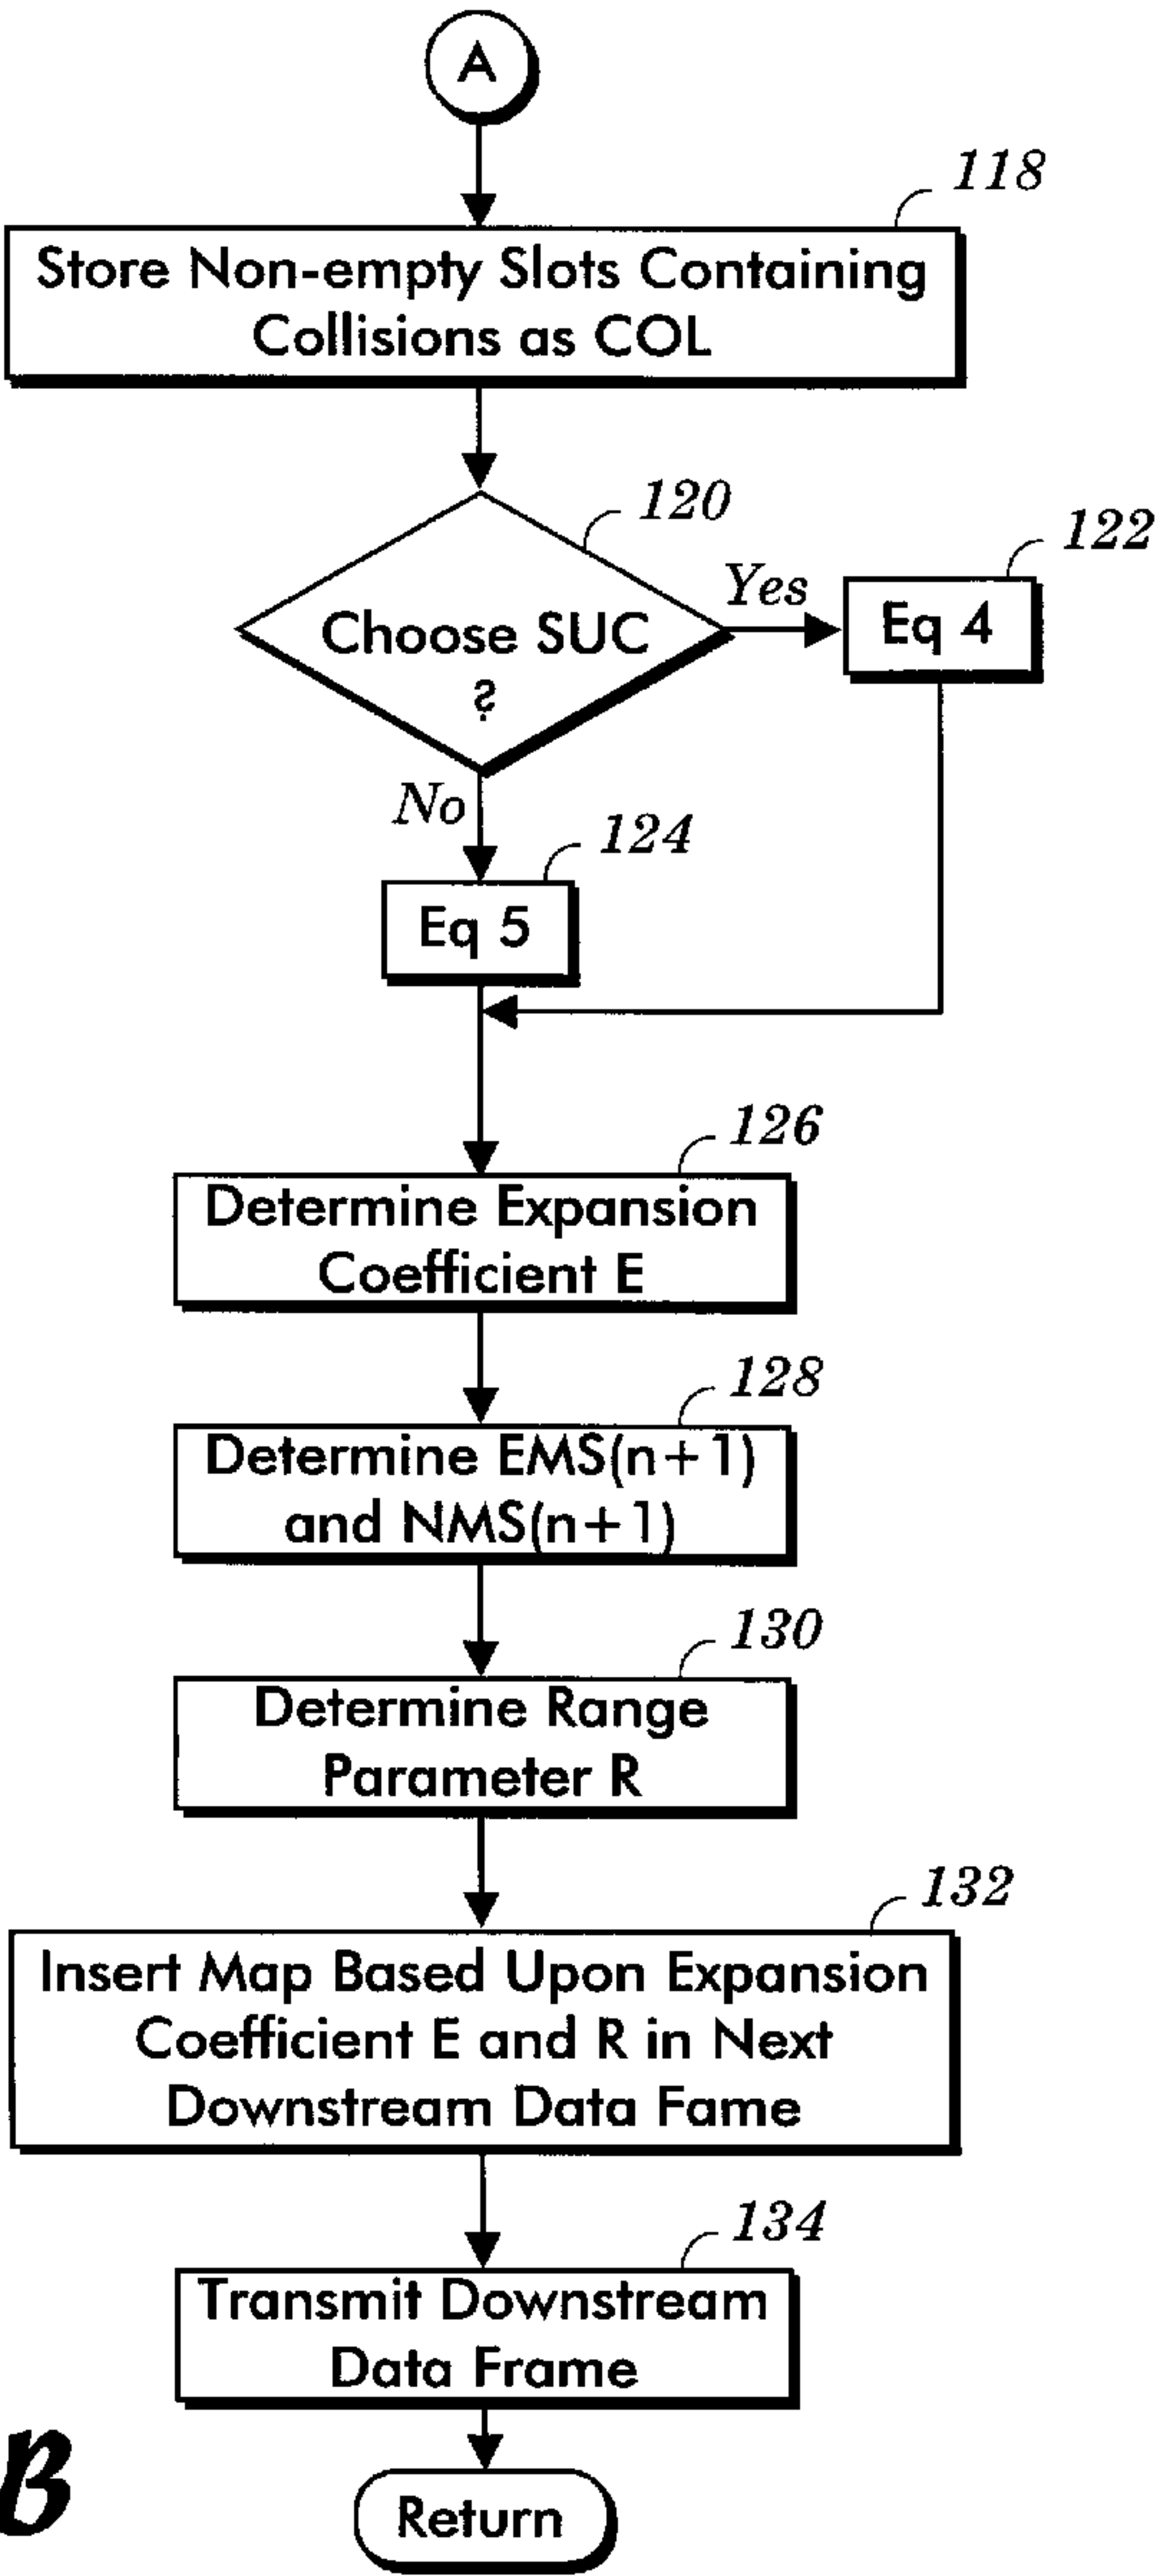 A
118
Store Non-empty Slots Containing
Collisions as COL
120
122
Choose SUC
?
Yes
Eq 4
No
124
Eq 5
126
Determine Expansion
Coefficient E
128
Determine EMS(n+1)
and NMS(n+1)
130
Determine Range
Parameter R
132
Insert Map Based Upon Expansion
Coefficient E and R in Next
Downstream Data Fame
134
Transmit Downstream
Data Frame
B
Return